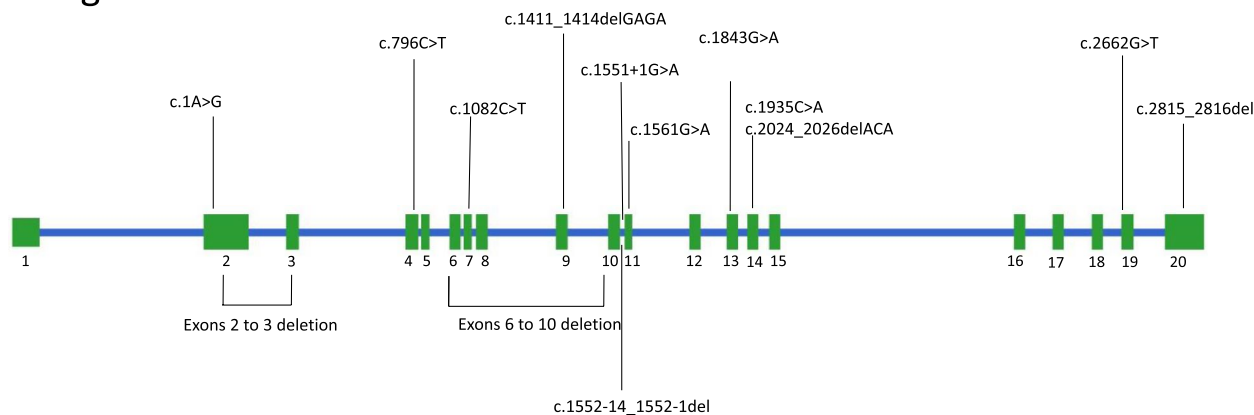 c.1411_1414delGAGA
c.796C>T
c.1843G>A
c.2662G>T
c.1551+1G>A
c.1A>G
c.1082C>T
c.1935C>A
c.2815_2816del
c.1561G>A
c.2024_2026delACA
1 2 3 4 5 6 7 8 9 10 11 12 13 14 15 16 17 18 19 20
Exons 2 to 3 deletion
Exons 6 to 10 deletion
c.1552-14_1552-1del